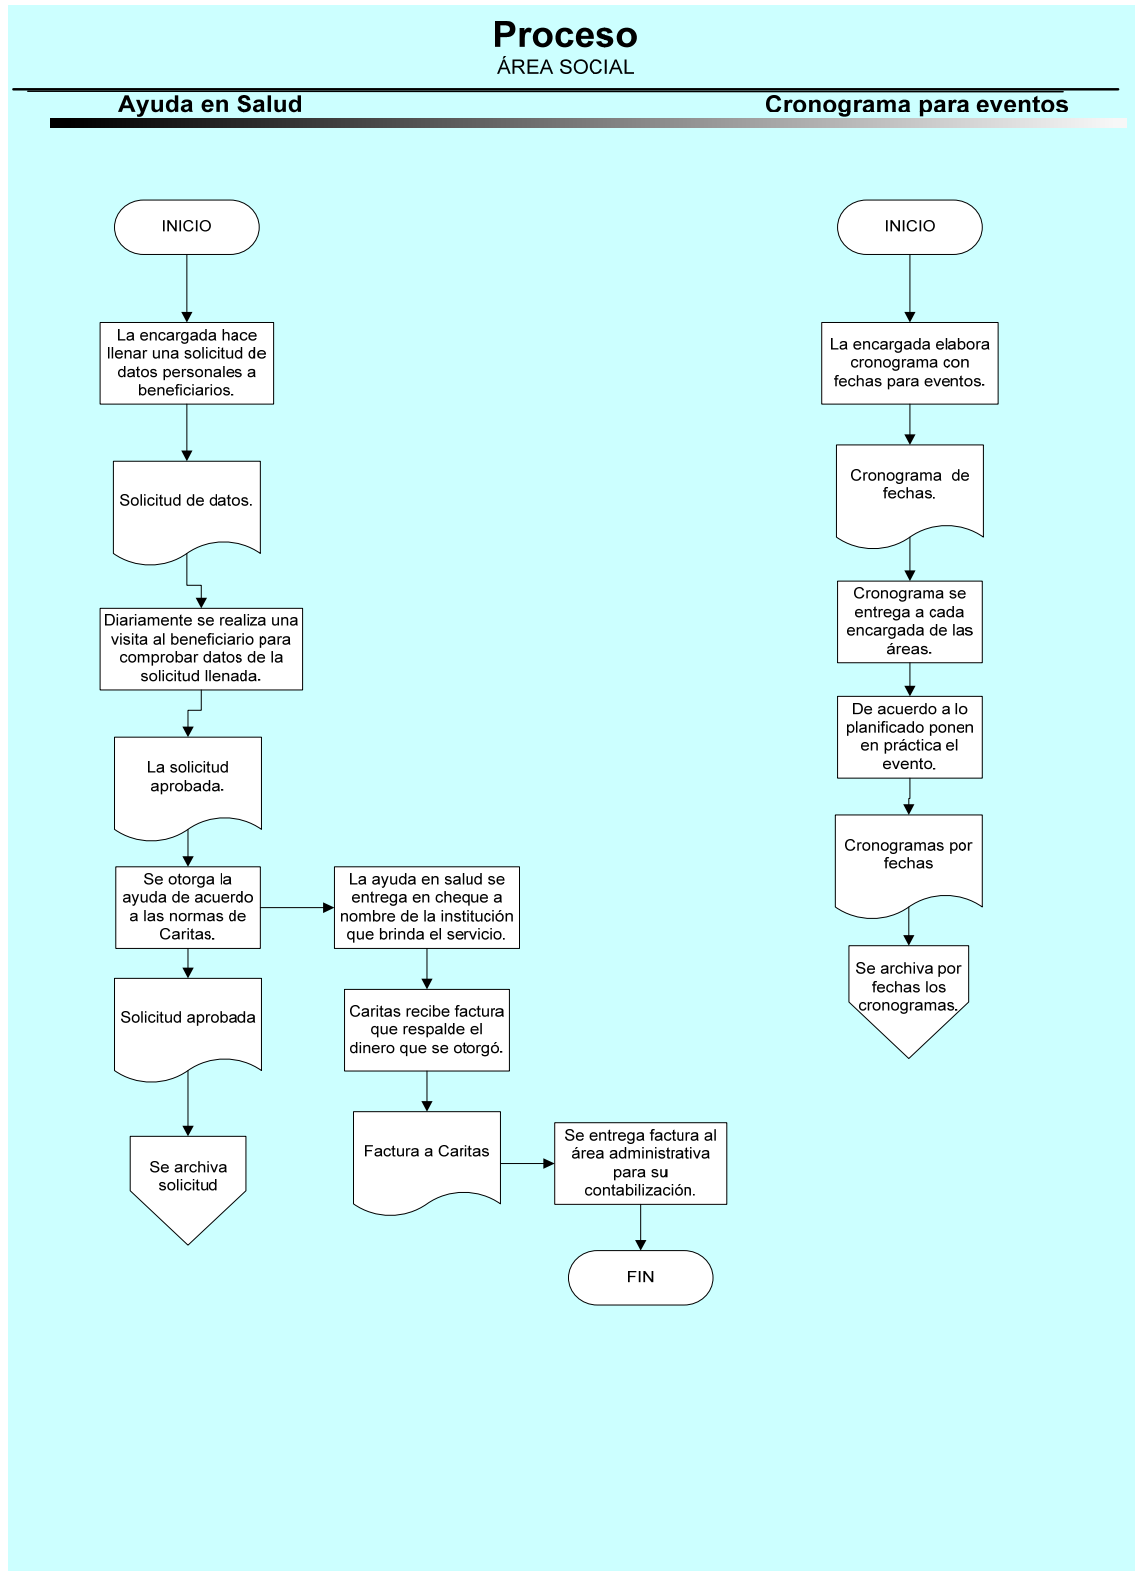 Proceso
ÁREA SOCIAL
Ayuda en Salud
Cronograma para eventos
INICIO
La encargada hace
llenar una solicitud de
datos personales a
beneficiarios.
Solicitud de datos.
Diariamente se realiza una
visita al beneficiario para
comprobar datos de la
solicitud llenada.
La solicitud
aprobada.
Se otorga la
ayuda de acuerdo
a las normas de
Caritas.
Solicitud aprobada
Se archiva
solicitud
La ayuda en salud se
entrega en cheque a
nombre de la institución
que brinda el servicio.
Caritas recibe factura
que respalde el
dinero que se otorgó.
Factura a Caritas
Se entrega factura al
área administrativa
para su
contabilización.
FIN
INICIO
La encargada elabora
cronograma con
fechas para eventos.
Cronograma de
fechas.
Cronograma se
entrega a cada
encargada de las
áreas.
De acuerdo a lo
planificado ponen
en práctica el
evento.
Cronogramas por
fechas
Se archiva por
fechas los
cronogramas.